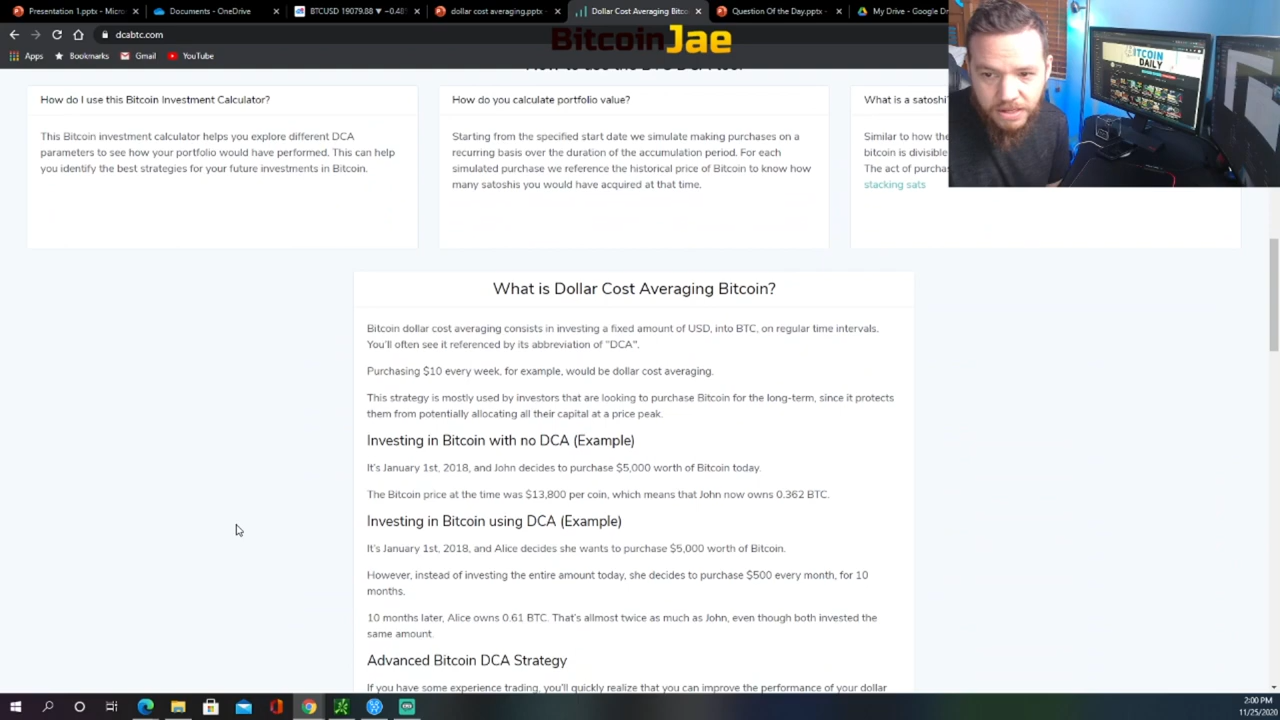 Presentation 1.pptx - Micro
Documents - OneDrive
BTCUSD 19079.88 ▼ -0.48
dollar cost averaging.pptx -
Dollar Cost Averaging Bitco
Question Of the Day.pptx -
My Drive - Google Dr
dcabtc.com
BitcoinJae
Apps
Bookmarks
Gmail
YouTube
ITCOIN
DAILY
How do I use this Bitcoin Investment Calculator?
This Bitcoin investment calculator helps you explore different DCA
parameters to see how your portfolio would have performed. This can help
you identify the best strategies for your future investments in Bitcoin.
How do you calculate portfolio value?
Starting from the specified start date we simulate making purchases on a
recurring basis over the duration of the accumulation period. For each
simulated purchase we reference the historical price of Bitcoin to know how
many satoshis you would have acquired at that time.
What is a satoshi?
Similar to how the
bitcoin is divisible
The act of purchas
stacking sats
What is Dollar Cost Averaging Bitcoin?
Bitcoin dollar cost averaging consists in investing a fixed amount of USD, into BTC, on regular time intervals.
You'll often see it referenced by its abbreviation of "DCA".
Purchasing $10 every week, for example, would be dollar cost averaging.
This strategy is mostly used by investors that are looking to purchase Bitcoin for the long-term, since it protects
them from potentially allocating all their capital at a price peak.
Investing in Bitcoin with no DCA (Example)
It's January 1st, 2018, and John decides to purchase $5,000 worth of Bitcoin today.
The Bitcoin price at the time was $13,800 per coin, which means that John now owns 0.362 BTC.
Investing in Bitcoin using DCA (Example)
It's January 1st, 2018, and Alice decides she wants to purchase $5,000 worth of Bitcoin.
However, instead of investing the entire amount today, she decides to purchase $500 every month, for 10
months.
10 months later, Alice owns 0.61 BTC. That's allmost twice as much as John, even though both invested the
same amount.
Advanced Bitcoin DCA Strategy
If you have some experience trading, you'll quickly realize that you can improve the performance of your dollar
2:00 PM
11/25/2020